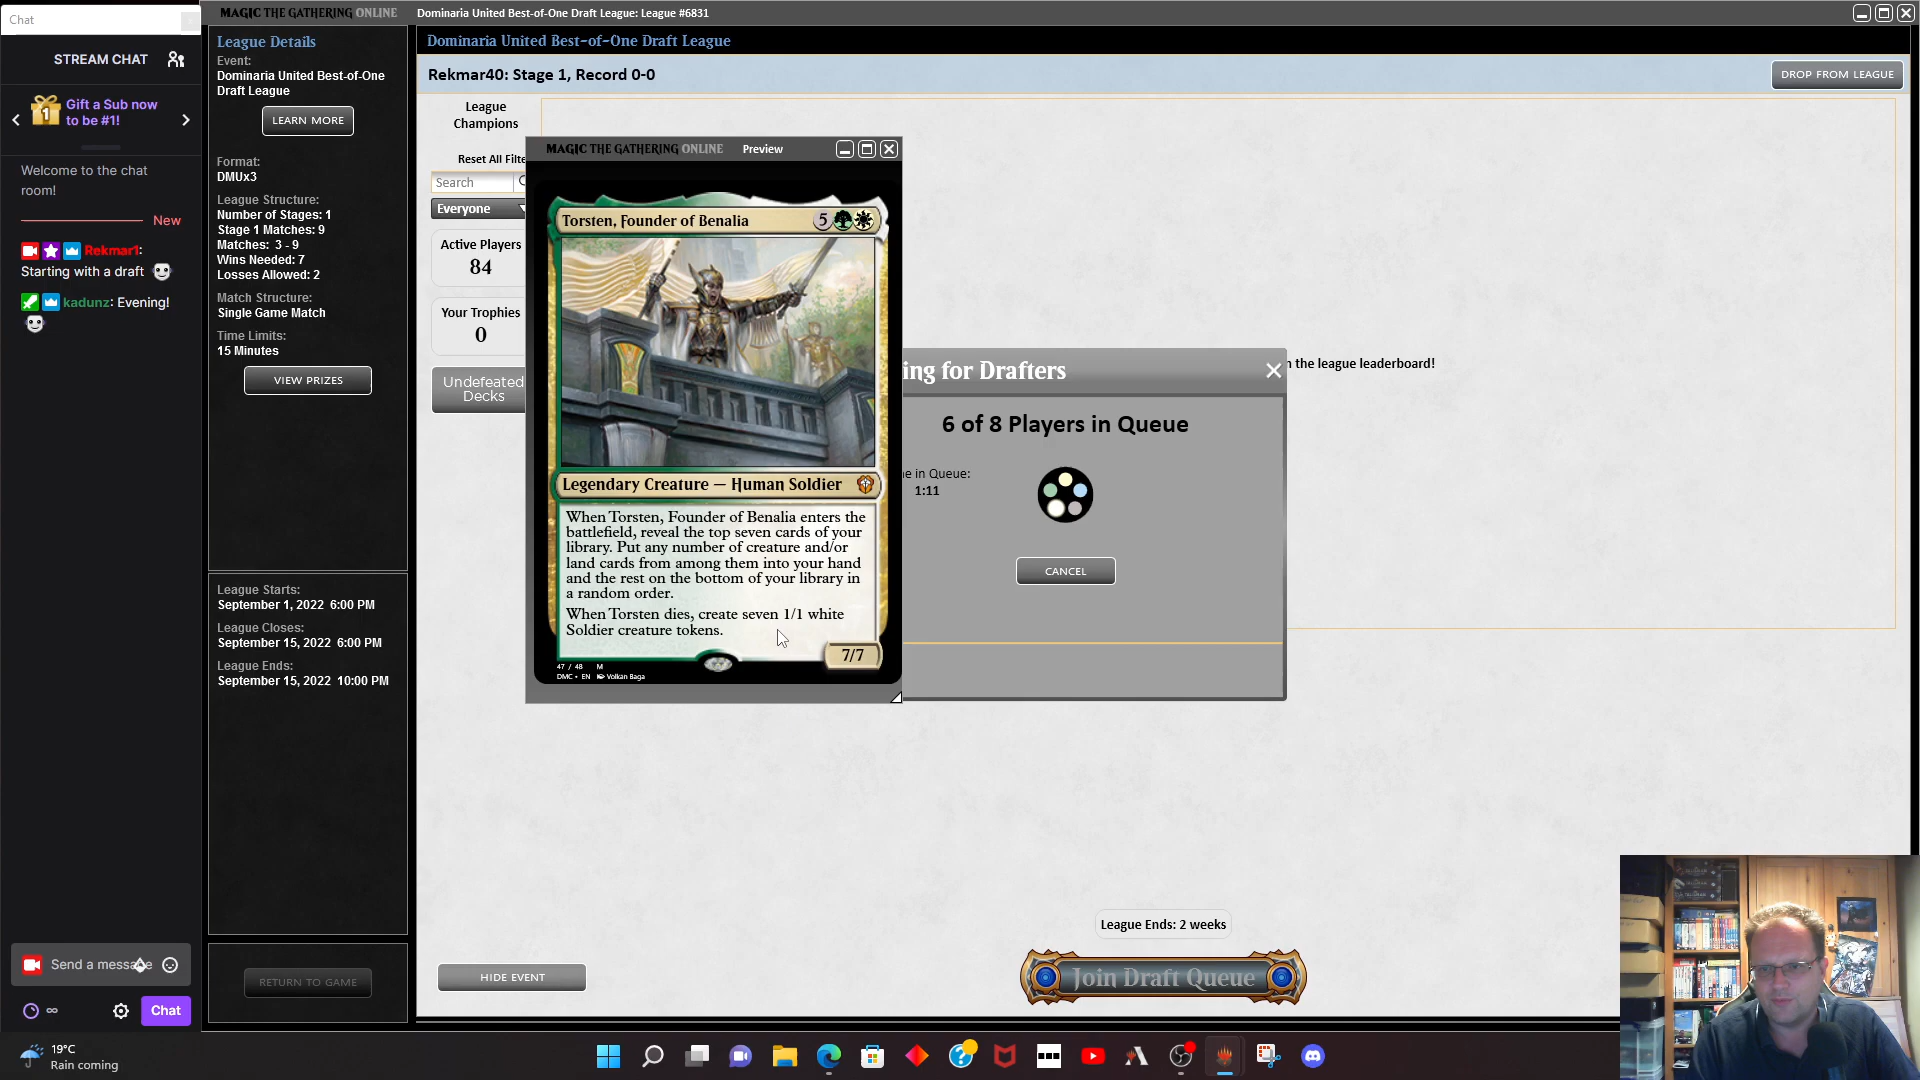 Chat
STREAM CHAT
1
Gift a Sub now
to be #1!
Welcome to the chat
room!
New
Rekmar1:
Starting with a draft
kadunz: Evening!
Send a message
∞
Chat
MAGIC THE GATHERING ONLINE
Dominaria United Best-of-One Draft League: League #6831
League Details
Event:
Dominaria United Best-of-One
Draft League
LEARN MORE
Format:
DMUx3
League Structure:
Number of Stages: 1
Stage 1 Matches: 9
Matches: 3 - 9
Wins Needed: 7
Losses Allowed: 2
Match Structure:
Single Game Match
Time Limits:
15 Minutes
VIEW PRIZES
League Starts:
September 1, 2022 6:00 PM
League Closes:
September 15, 2022 6:00 PM
League Ends:
September 15, 2022 10:00 PM
RETURN TO GAME
Dominaria United Best-of-One Draft League
Rekmar40: Stage 1, Record 0-0
DROP FROM LEAGUE
League
Champions
Reset All Filte
Search
Everyone
Active Players
84
Your Trophies
0
Undefeated
Decks
MAGIC THE GATHERING ONLINE
Preview
Torsten, Founder of Benalia
5
Legendary Creature — Human Soldier
When Torsten, Founder of Benalia enters the
battlefield, reveal the top seven cards of your
library. Put any number of creature and/or
land cards from among them into your hand
and the rest on the bottom of your library in
a random order.
When Torsten dies, create seven 1/1 white
Soldier creature tokens.
7/7
47 / 48 M
DMC • EN Volkan Baga
ing for Drafters
6 of 8 Players in Queue
e in Queue:
1:11
CANCEL
n the league leaderboard!
League Ends: 2 weeks
Join Draft Queue
HIDE EVENT
19°C
Rain coming